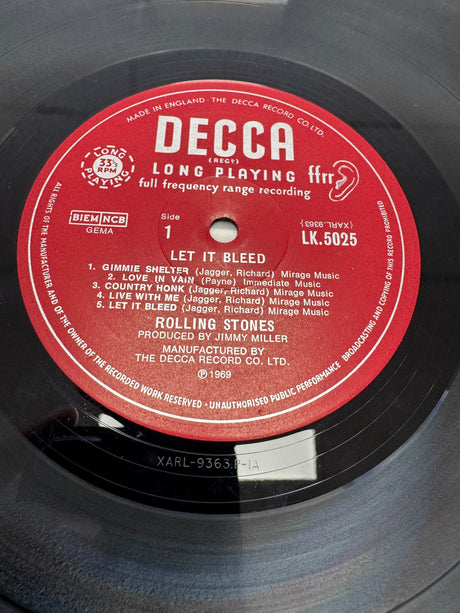 MADE IN ENGLAND · THE DECCA RECORD CO. LTD.
DECCA
(REGD)
LONG PLAYING
33⅓ RPM
LONG PLAYING
ffrr
full frequency range recording
BIEM NCB
GEMA
Side
1
{XARL.9363}
LK.5025
LET IT BLEED
1. GIMMIE SHELTER (Jagger, Richard) Mirage Music
2. LOVE IN VAIN (Payne) Immediate Music
3. COUNTRY HONK (Jagger, Richard) Mirage Music
4. LIVE WITH ME (Jagger, Richard) Mirage Music
5. LET IT BLEED (Jagger, Richard) Mirage Music
ROLLING STONES
PRODUCED BY JIMMY MILLER
MANUFACTURED BY
THE DECCA RECORD CO. LTD.
℗ 1969
ALL RIGHTS OF THE MANUFACTURER AND OF THE OWNER OF THE RECORDED WORK RESERVED · UNAUTHORISED PUBLIC PERFORMANCE BROADCASTING AND COPYING OF THIS RECORD PROHIBITED
XARL-9363.P-1A